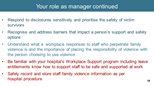 Your role as manager continued
• Respond to disclosures sensitively and prioritise the safety of victim
survivors
• Recognise and address barriers that impact a person's support and safety
options
• Understand what a workplace response to staff who perpetrate family
violence is and the importance of placing the responsibility of violence with
the person choosing to use violence
• Be familiar with your hospital's Workplace Support program including leave
entitlements know how to support staff to be safe and supported at work
• Safely record and store staff family violence information as per
hospital procedure